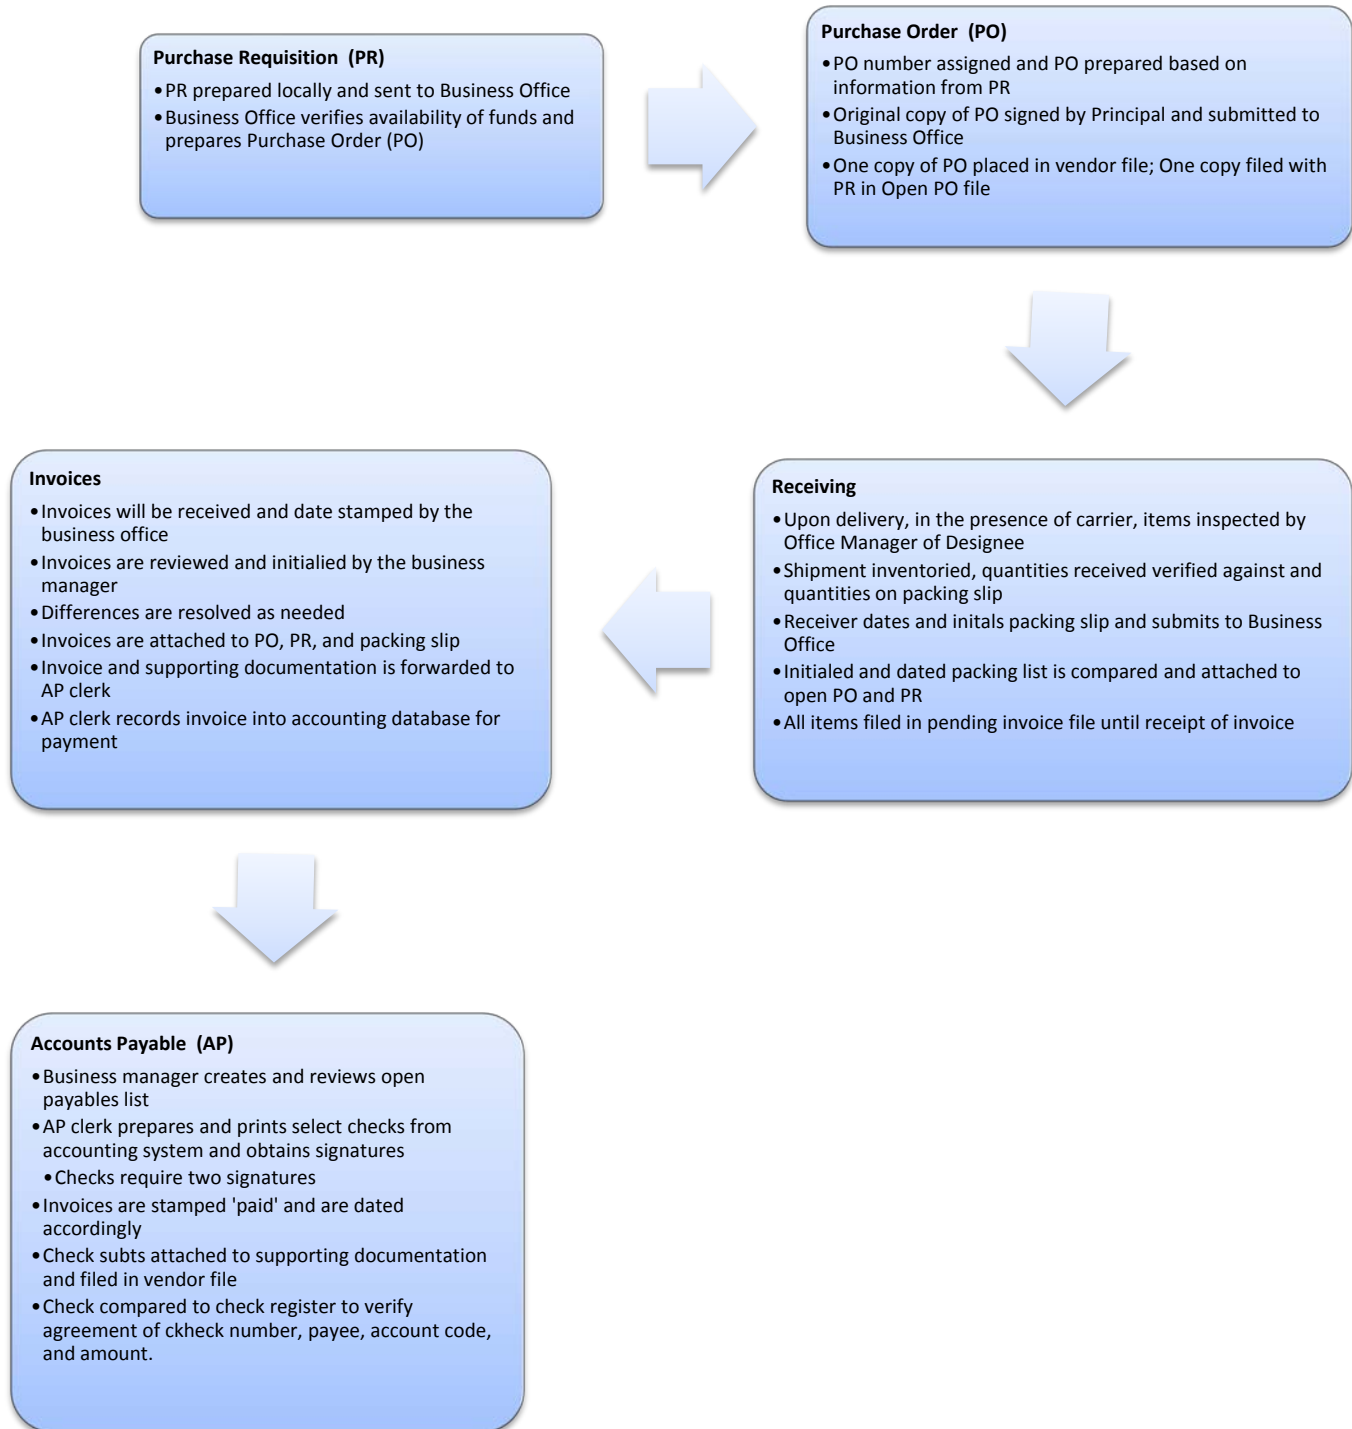 Purchase Requisition  (PR)
•PR prepared locally and sent to Business Office
•Business Office verifies availability of funds and
prepares Purchase Order (PO)
Purchase Order  (PO)
•PO number assigned and PO prepared based on
information from PR
•Original copy of PO signed by Principal and submitted to
Business Office
•One copy of PO placed in vendor file; One copy filed with
PR in Open PO file
Receiving
•Upon delivery, in the presence of carrier, items inspected by
Office Manager of Designee
•Shipment inventoried, quantities received verified against and
quantities on packing slip
•Receiver dates and initals packing slip and submits to Business
Office
•Initialed and dated packing list is compared and attached to
open PO and PR
•All items filed in pending invoice file until receipt of invoice
Invoices
•Invoices will be received and date stamped by the
business office
•Invoices are reviewed and initialied by the business
manager
•Differences are resolved as needed
•Invoices are attached to PO, PR, and packing slip
•Invoice and supporting documentation is forwarded to
AP clerk
•AP clerk records invoice into accounting database for
payment
Accounts Payable  (AP)
•Business manager creates and reviews open
payables list
•AP clerk prepares and prints select checks from
accounting system and obtains signatures
•Checks require two signatures
•Invoices are stamped 'paid' and are dated
accordingly
•Check subts attached to supporting documentation
and filed in vendor file
•Check compared to check register to verify
agreement of ckheck number, payee, account code,
and amount.